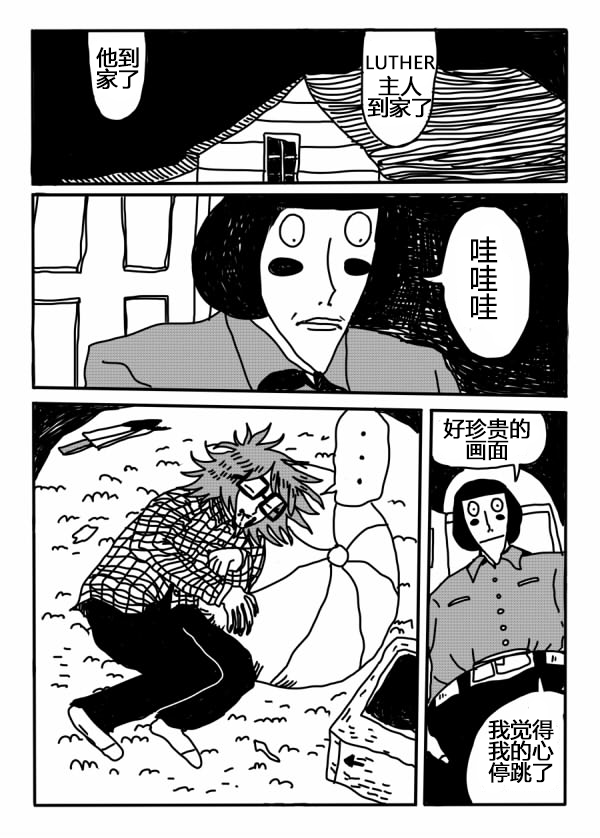 他到
家了
LUTHER
主人
到家了
哇
哇
哇
...
好珍贵的
画面
我觉得
我的心
停跳了